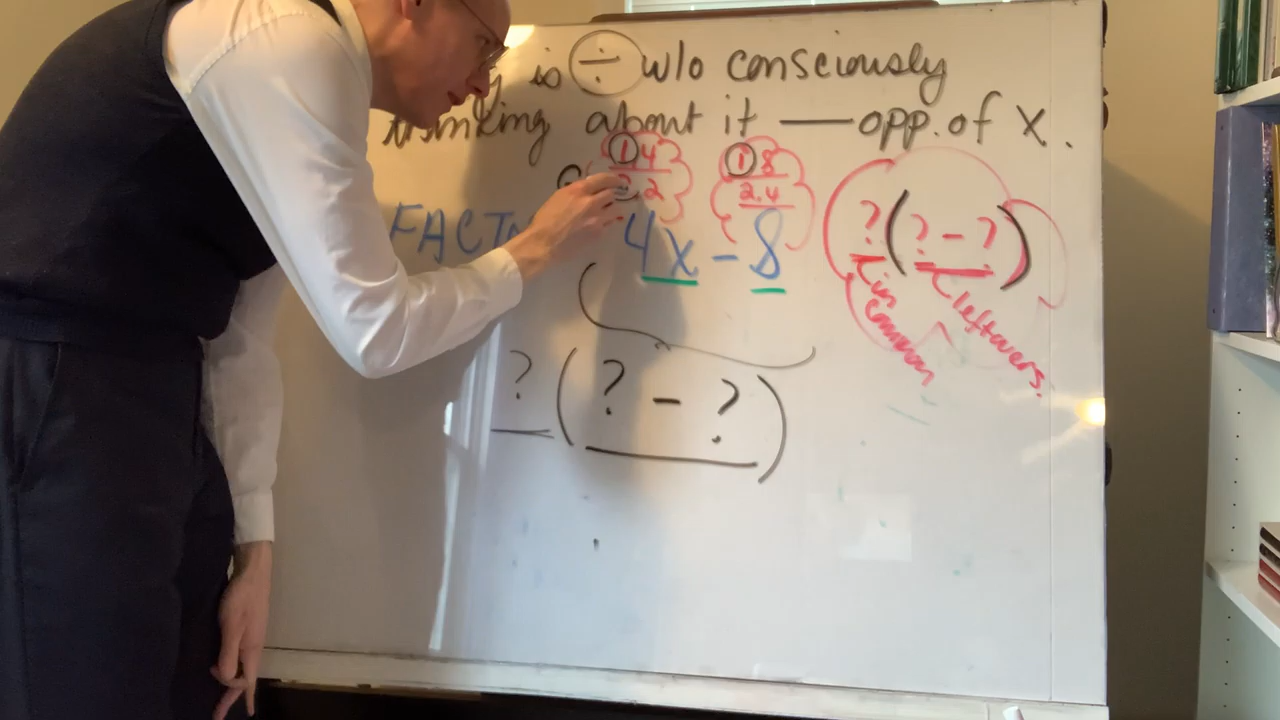 is ÷ w/o consciously
thinking about it — opp. of X.
1 4 1 8
2 2 2.4
FACT 4x - 8
?(? - ?)
in common
leftovers.
? (? - ?)